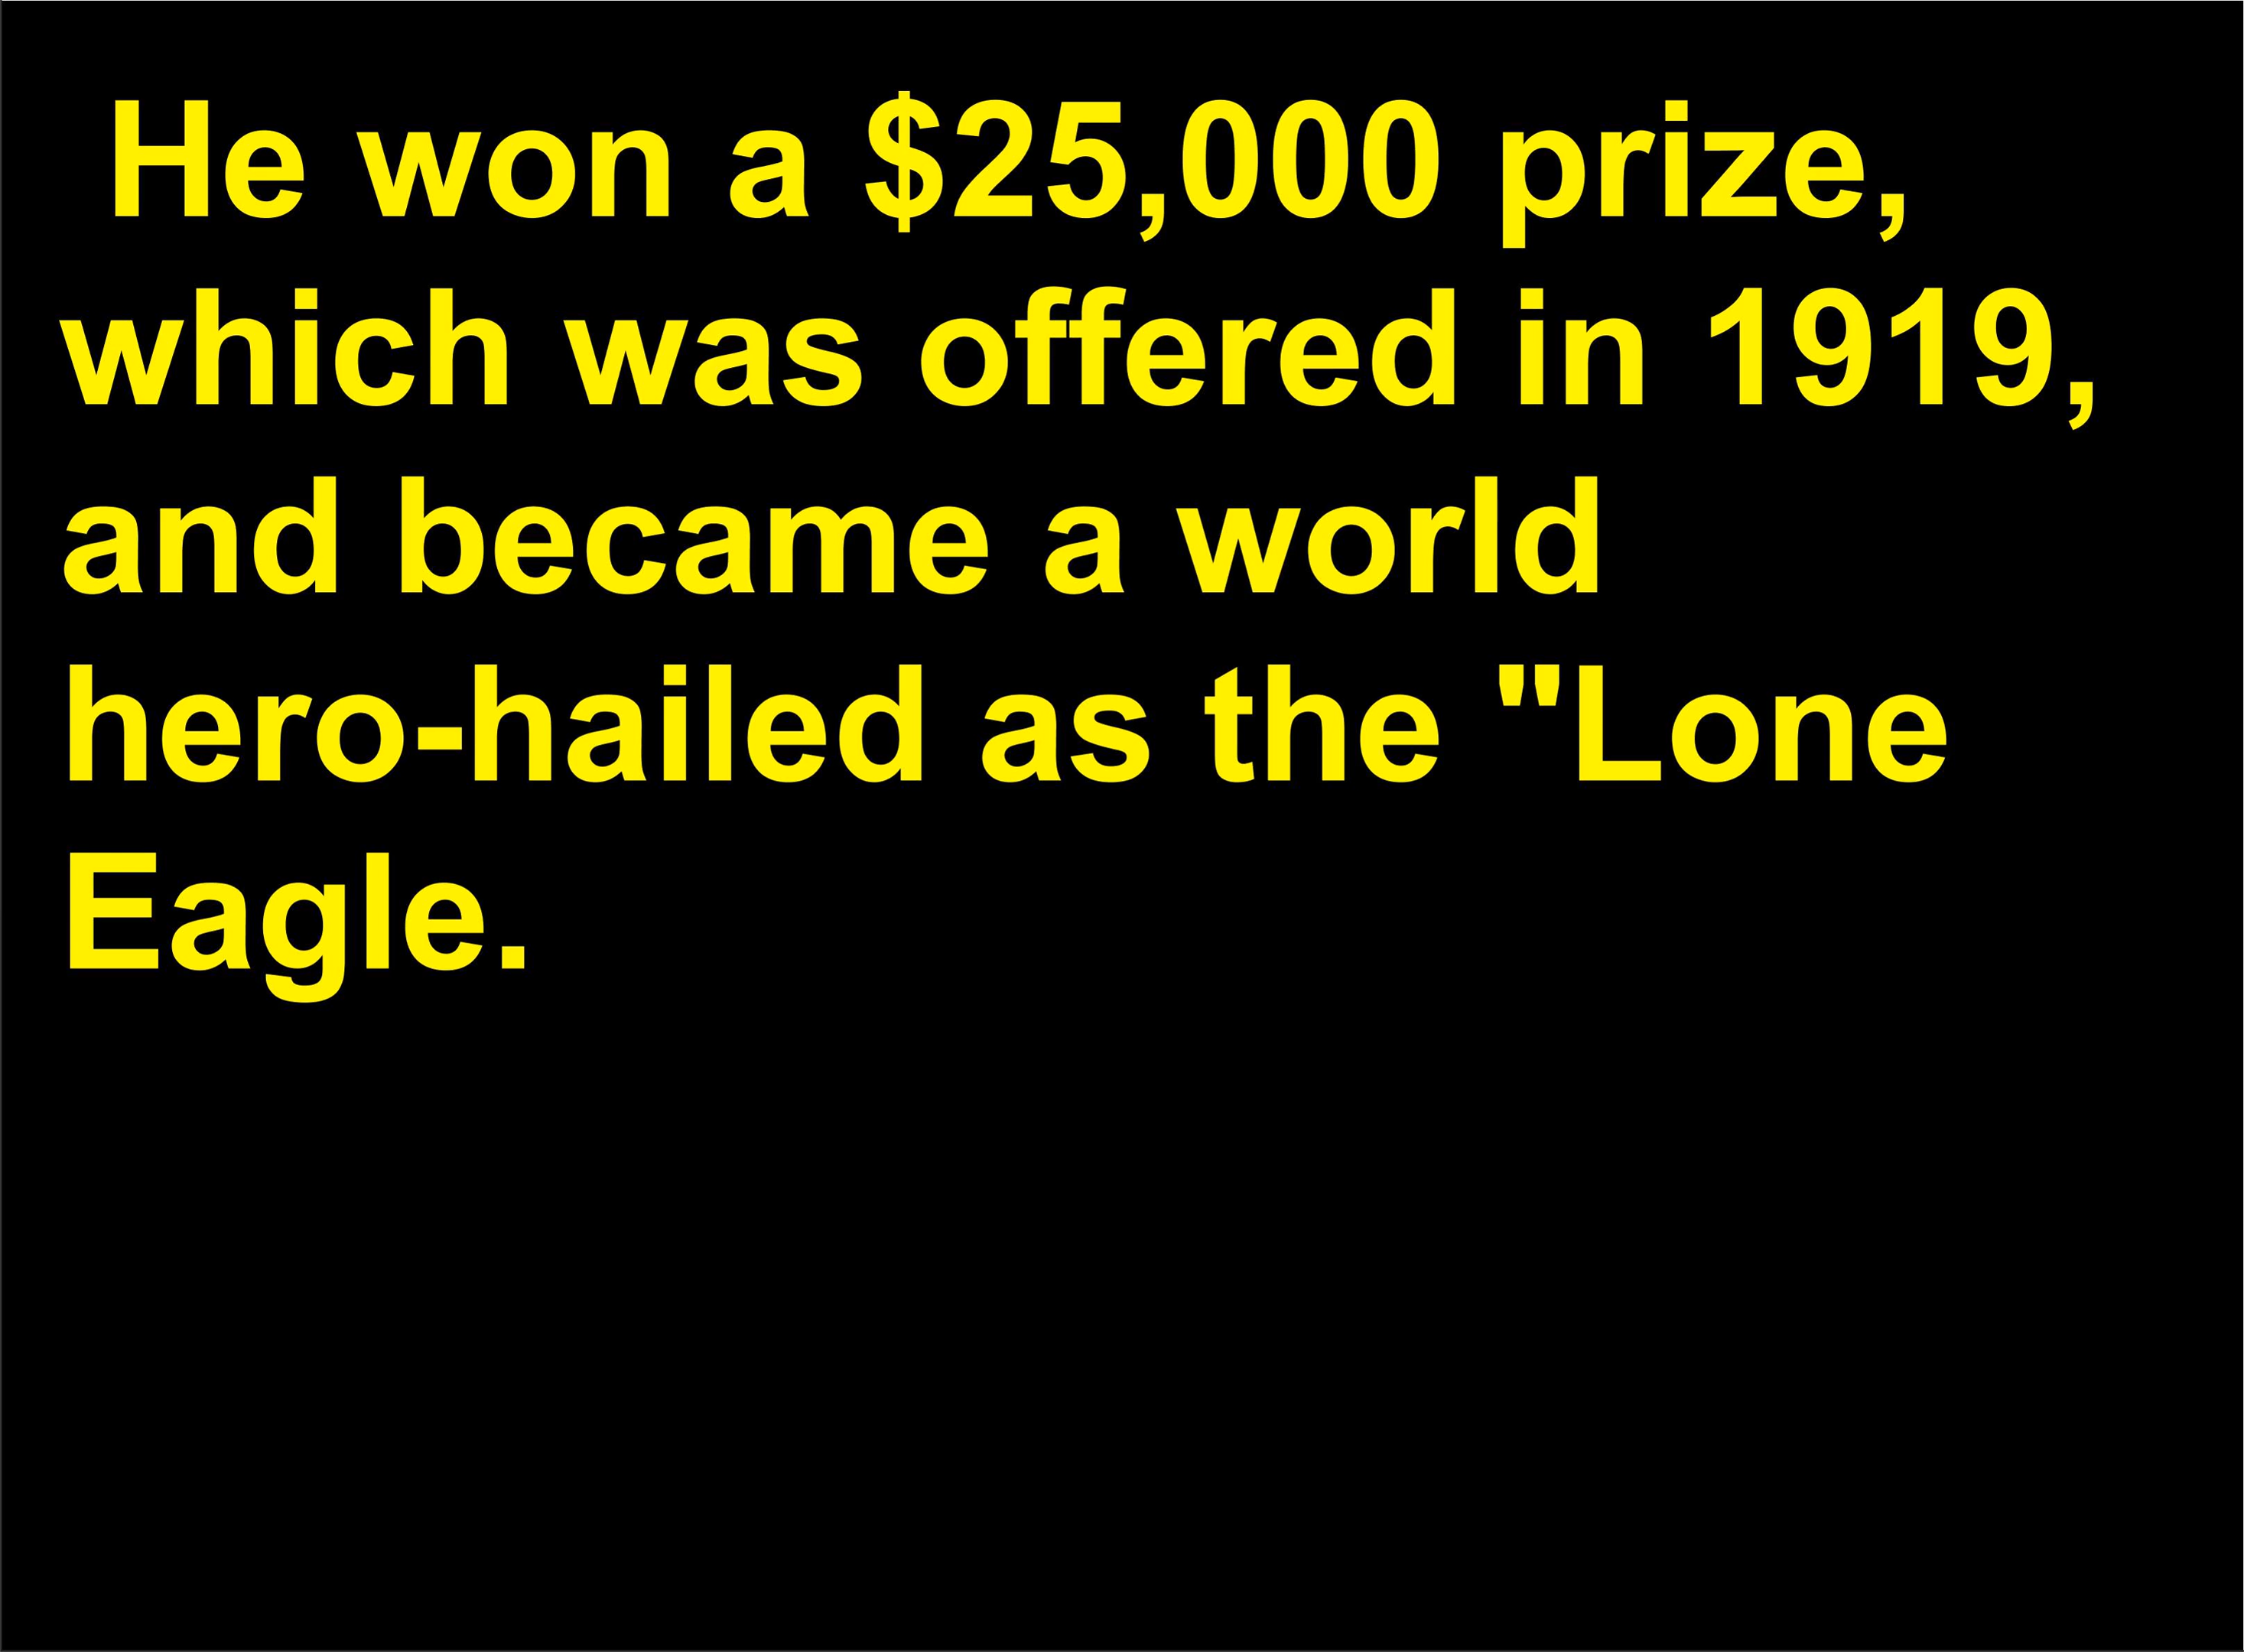 He won a $25,000 prize,
which was offered in 1919,
and became a world
hero-hailed as the "Lone
Eagle.